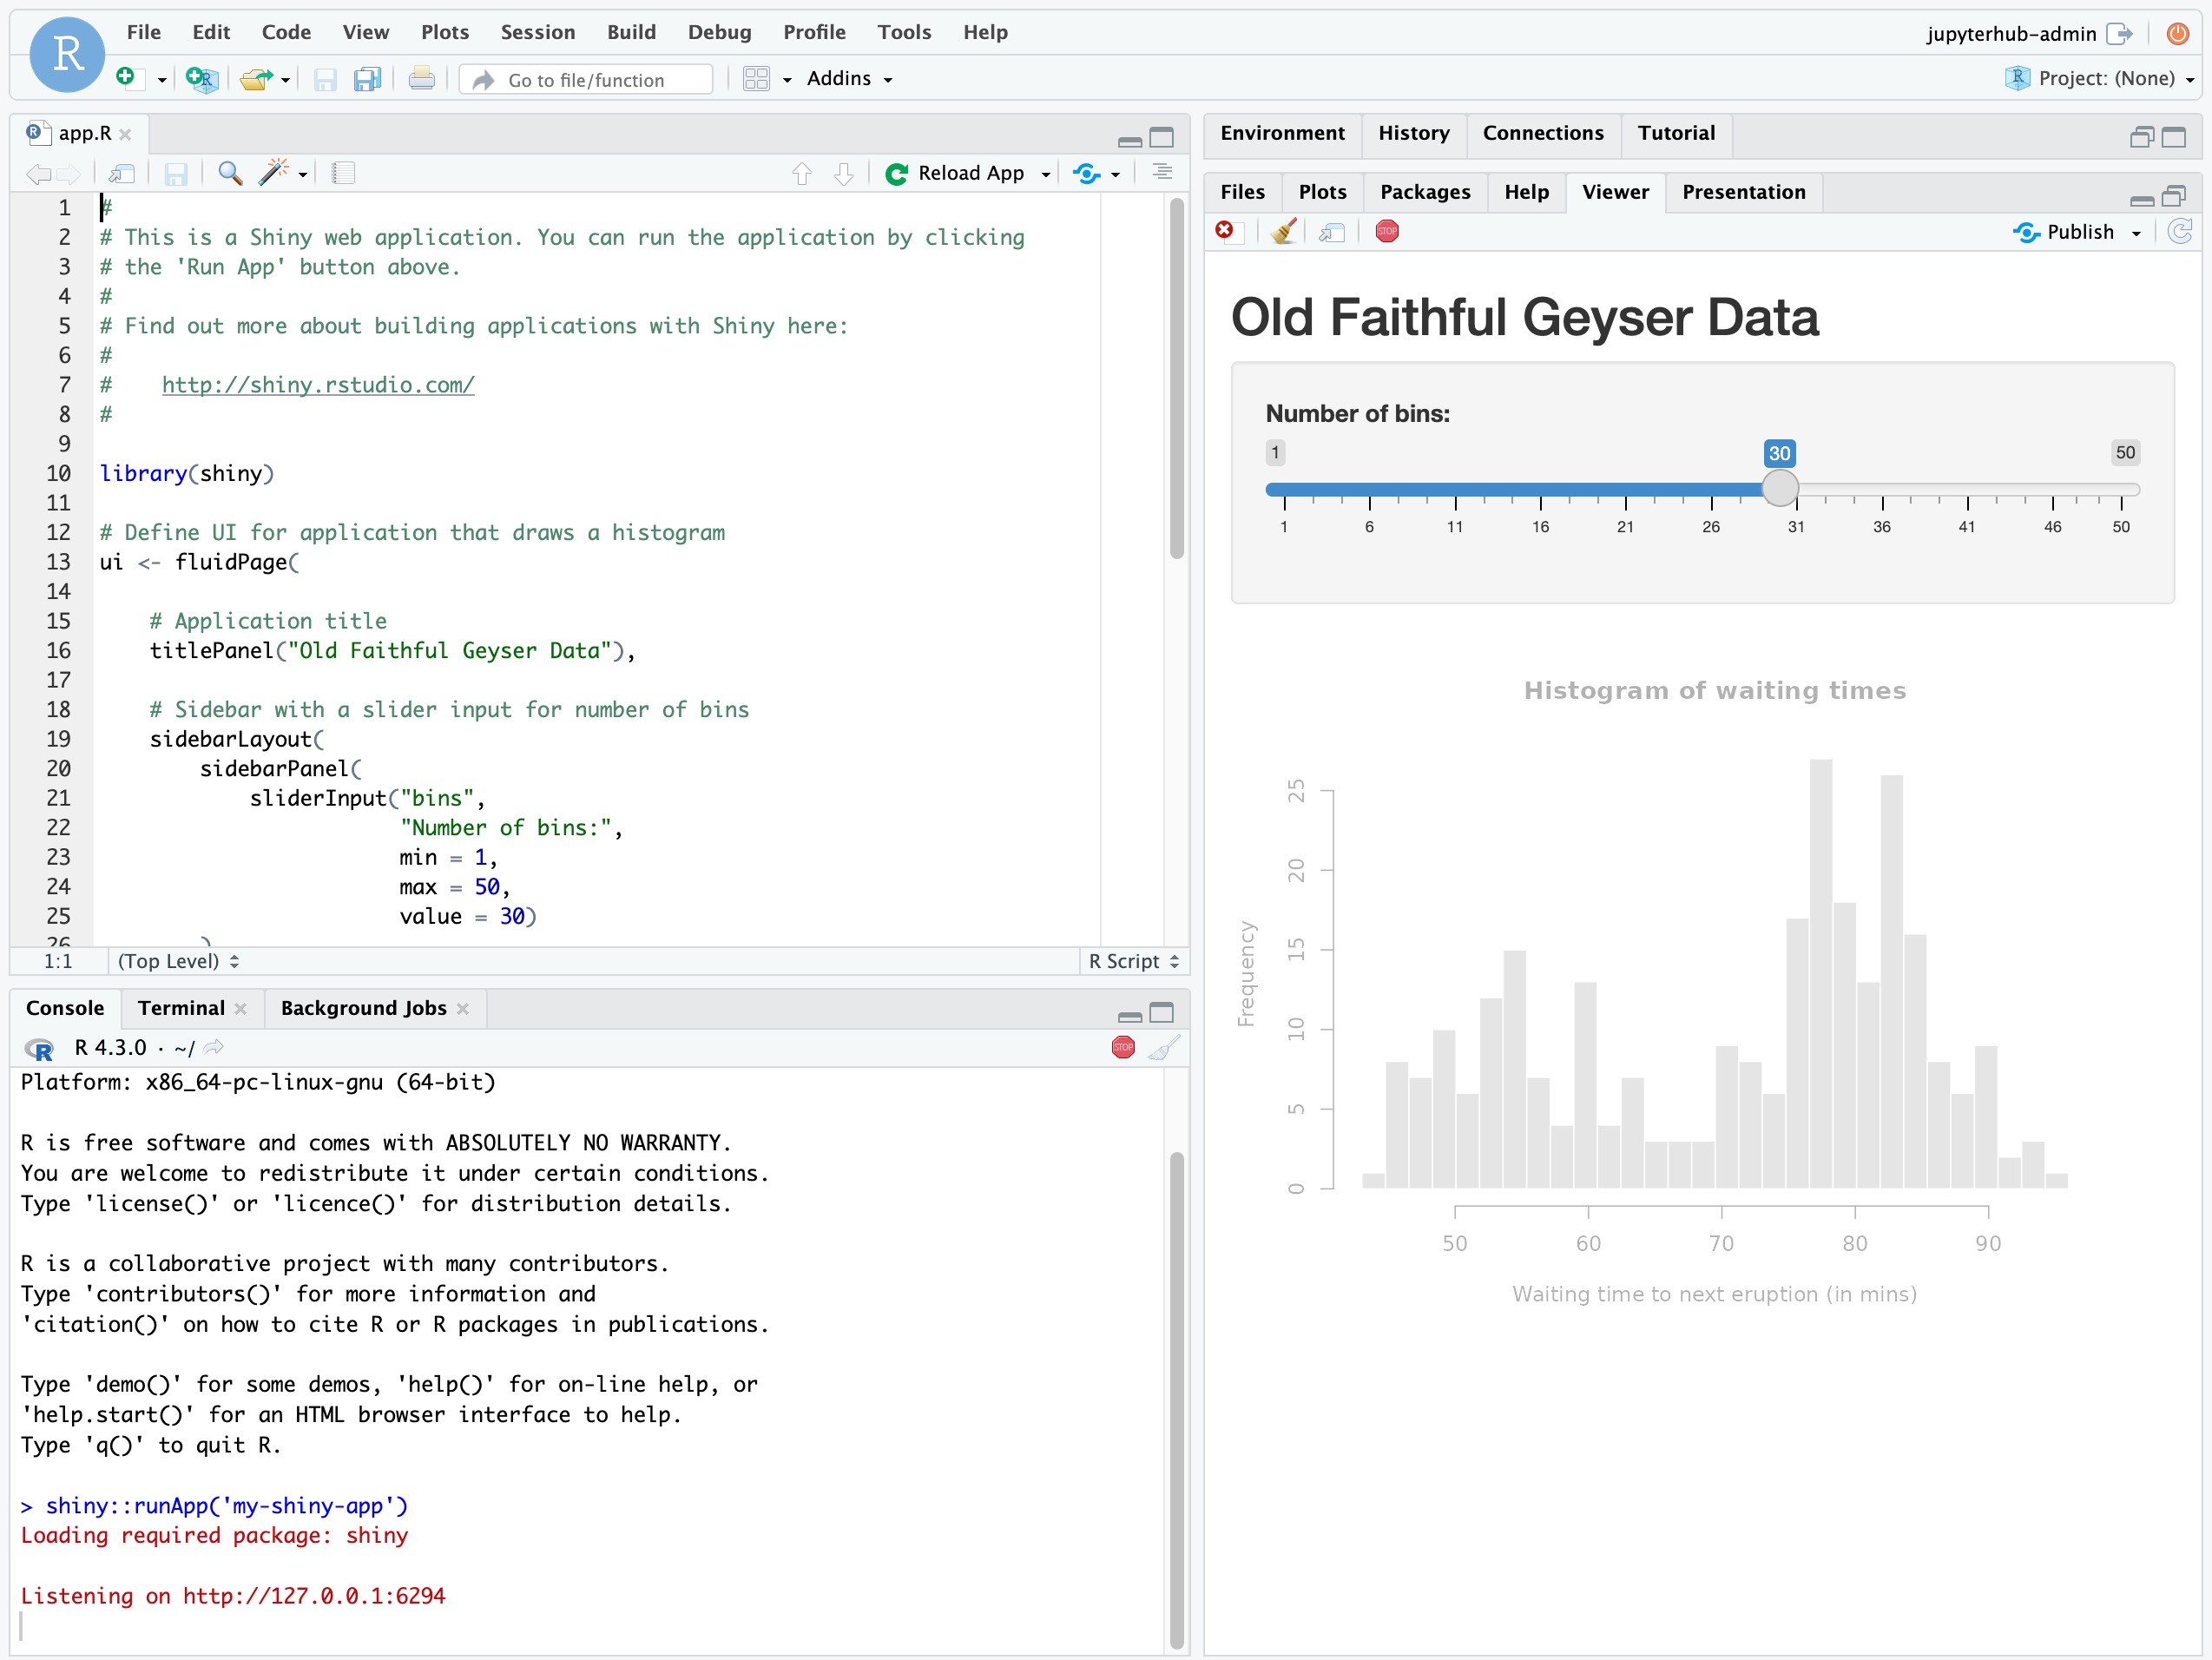 File Edit Code View Plots Session Build Debug Profile Tools Help
jupyterhub-admin
R
Go to file/function
Addins
Project: (None)
app.R
Reload App
1 #
2 # This is a Shiny web application. You can run the application by clicking
3 # the 'Run App' button above.
4 #
5 # Find out more about building applications with Shiny here:
6 #
7 #    http://shiny.rstudio.com/
8 #
9
10 library(shiny)
11
12 # Define UI for application that draws a histogram
13 ui <- fluidPage(
14
15     # Application title
16     titlePanel("Old Faithful Geyser Data"),
17
18     # Sidebar with a slider input for number of bins
19     sidebarLayout(
20         sidebarPanel(
21             sliderInput("bins",
22                         "Number of bins:",
23                         min = 1,
24                         max = 50,
25                         value = 30)
26         )
1:1 (Top Level) R Script
Console Terminal Background Jobs
R 4.3.0 · ~/
STOP
Platform: x86_64-pc-linux-gnu (64-bit)
R is free software and comes with ABSOLUTELY NO WARRANTY.
You are welcome to redistribute it under certain conditions.
Type 'license()' or 'licence()' for distribution details.
R is a collaborative project with many contributors.
Type 'contributors()' for more information and
'citation()' on how to cite R or R packages in publications.
Type 'demo()' for some demos, 'help()' for on-line help, or
'help.start()' for an HTML browser interface to help.
Type 'q()' to quit R.
> shiny::runApp('my-shiny-app')
Loading required package: shiny
Listening on http://127.0.0.1:6294
Environment History Connections Tutorial
Files Plots Packages Help Viewer Presentation
STOP
Publish
Old Faithful Geyser Data
Number of bins:
1 30 50
1 6 11 16 21 26 31 36 41 46 50
Histogram of waiting times
Frequency
25
20
15
10
5
0
50 60 70 80 90
Waiting time to next eruption (in mins)